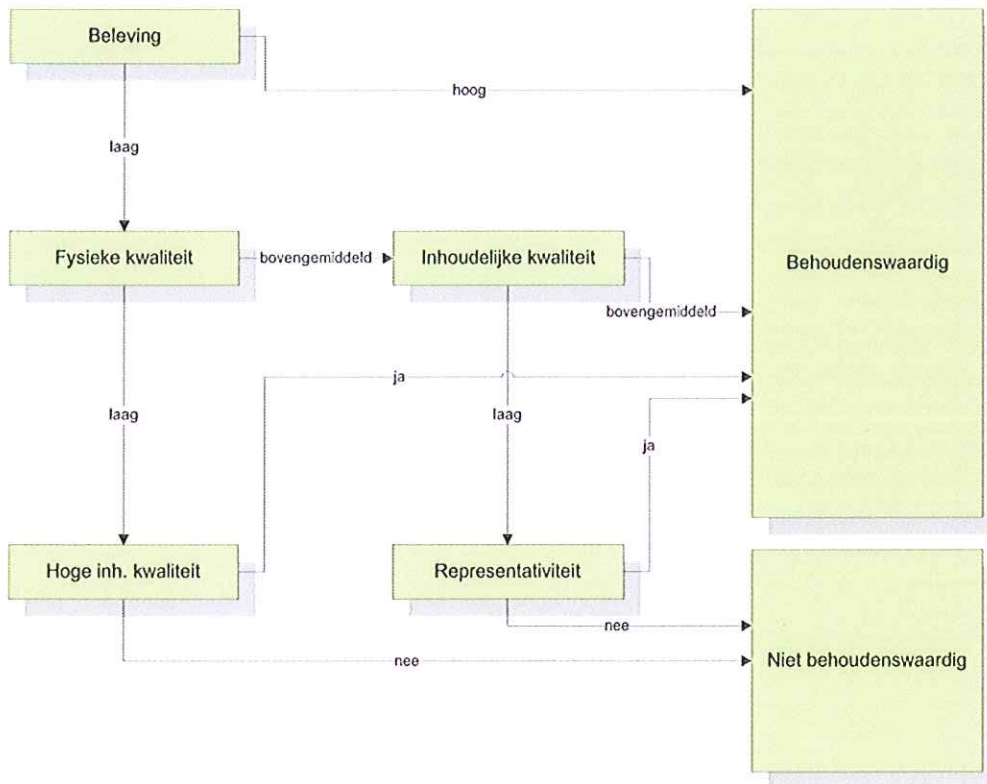 Beleving
hoog
laag
Fysieke kwaliteit
bovengemiddeld
Inhoudelijke kwaliteit
Behoudenswaardig
bovengemiddeld
ja
laag
laag
ja
Hoge inh. kwaliteit
Representativiteit
nee
nee
Niet behoudenswaardig